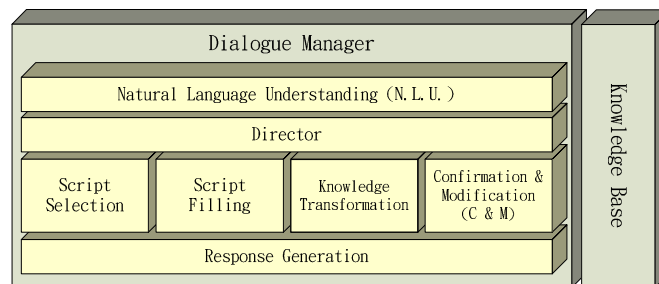 Dialogue Manager
Natural Language Understanding (N.L.U.)
Director
Script
Selection
Script
Filling
Knowledge
Transformation
Confirmation &
Modification
(C & M)
Response Generation
Knowledge Base